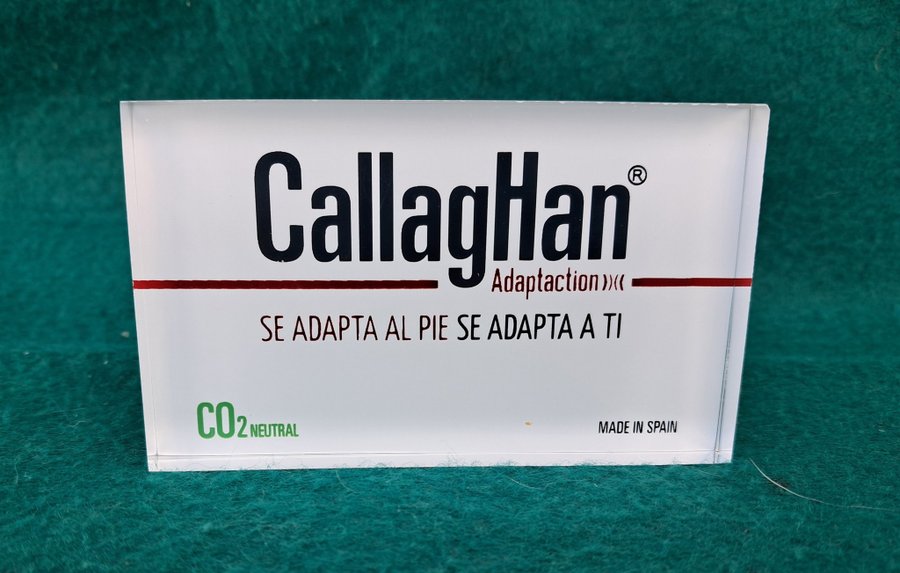 CallagHan®
Adaptaction
SE ADAPTA AL PIE SE ADAPTA A TI
CO2 NEUTRAL
MADE IN SPAIN